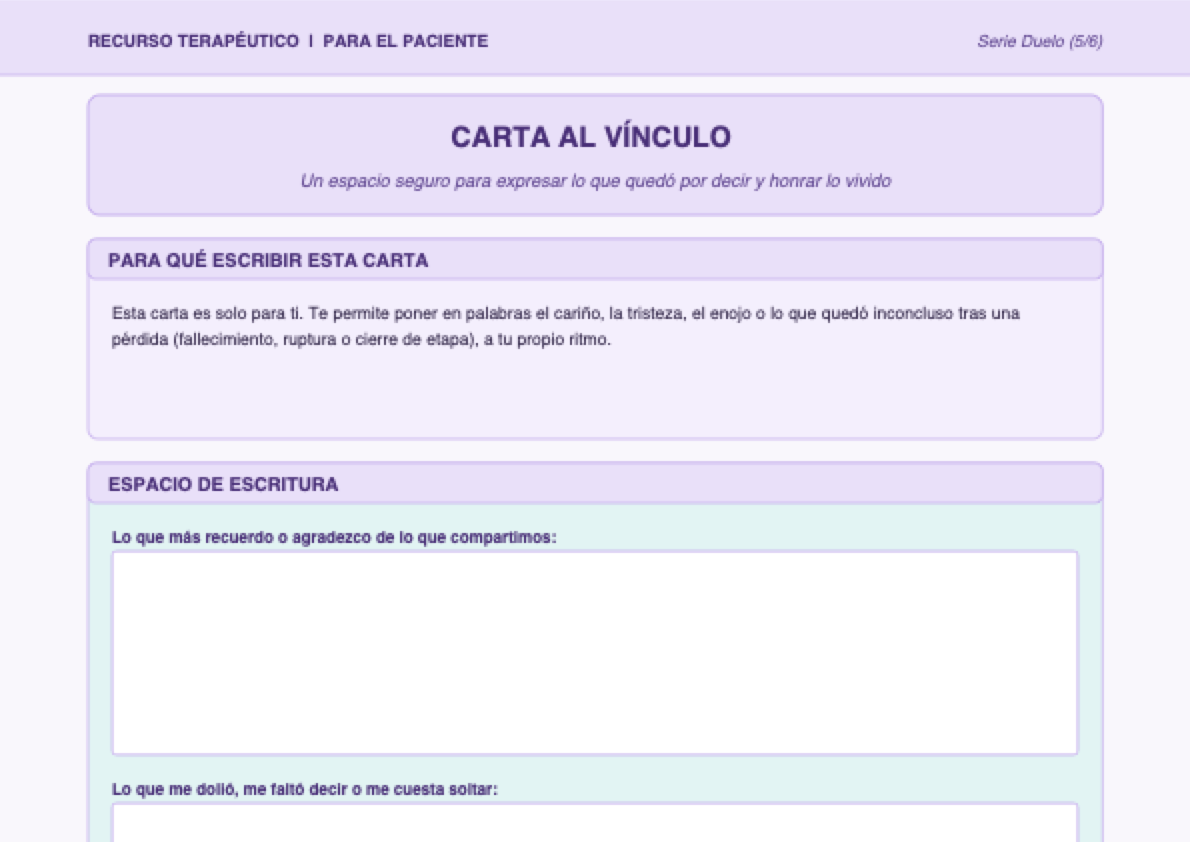 RECURSO TERAPÉUTICO | PARA EL PACIENTE
Serie Duelo (5/6)
CARTA AL VÍNCULO
Un espacio seguro para expresar lo que quedó por decir y honrar lo vivido
PARA QUÉ ESCRIBIR ESTA CARTA
Esta carta es solo para ti. Te permite poner en palabras el cariño, la tristeza, el enojo o lo que quedó inconcluso tras una
pérdida (fallecimiento, ruptura o cierre de etapa), a tu propio ritmo.
ESPACIO DE ESCRITURA
Lo que más recuerdo o agradezco de lo que compartimos:
Lo que me dolió, me faltó decir o me cuesta soltar: